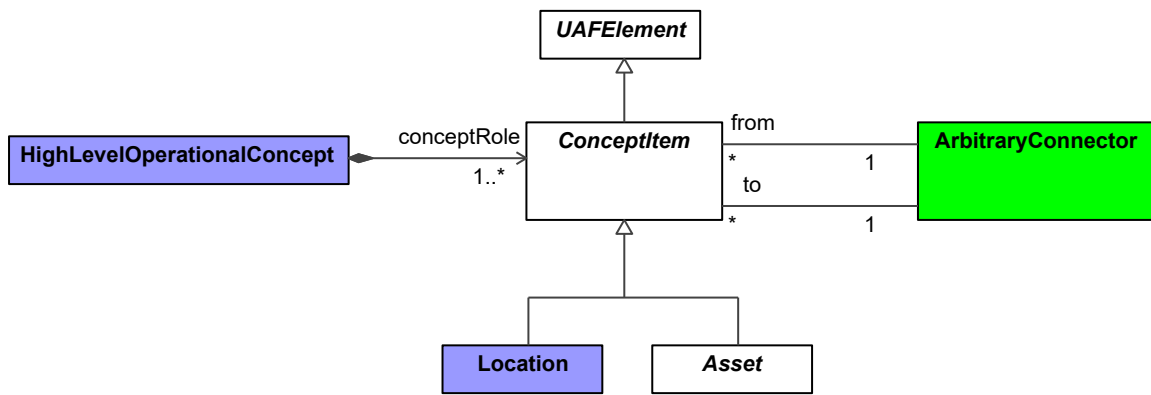 UAFElement
HighLevelOperationalConcept
conceptRole
1..*
ConceptItem
from
*
1
to
*
1
ArbitraryConnector
Location
Asset